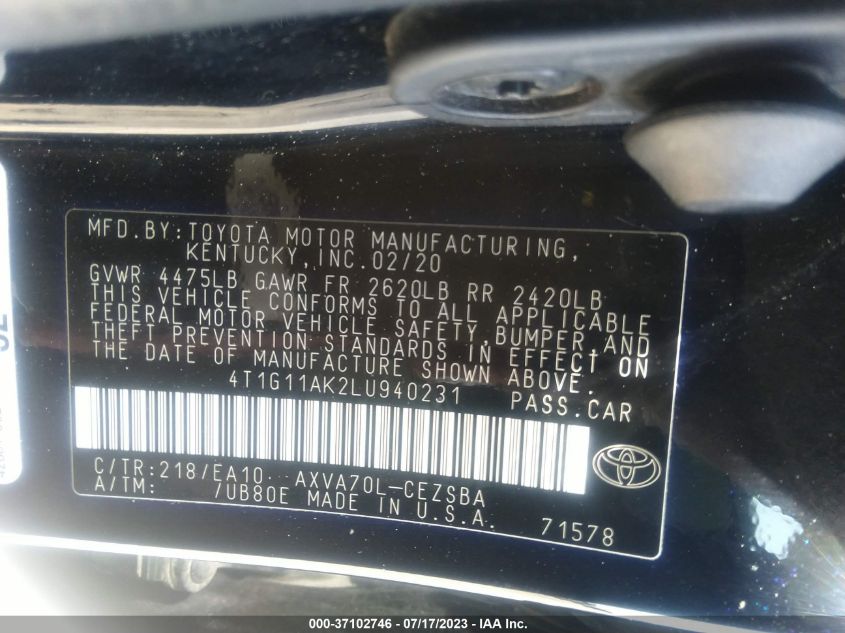 MFD.BY:TOYOTA MOTOR MANUFACTURING,
KENTUCKY, INC. 02/20
GVWR 4475LB GAWR FR 2620LB RR 2420LB
THIS VEHICLE CONFORMS TO ALL APPLICABLE
FEDERAL MOTOR VEHICLE SAFETY, BUMPER AND
THEFT PREVENTION STANDARDS IN EFFECT ON
THE DATE OF MANUFACTURE SHOWN ABOVE.
4T1G11AK2LU940231 PASS.CAR
C/TR:218/EA10 AXVA70L-CEZSBA
A/TM: /UB80E MADE IN U.S.A.
71578
000-37102746 / 07/17/2023 - IAA Inc.